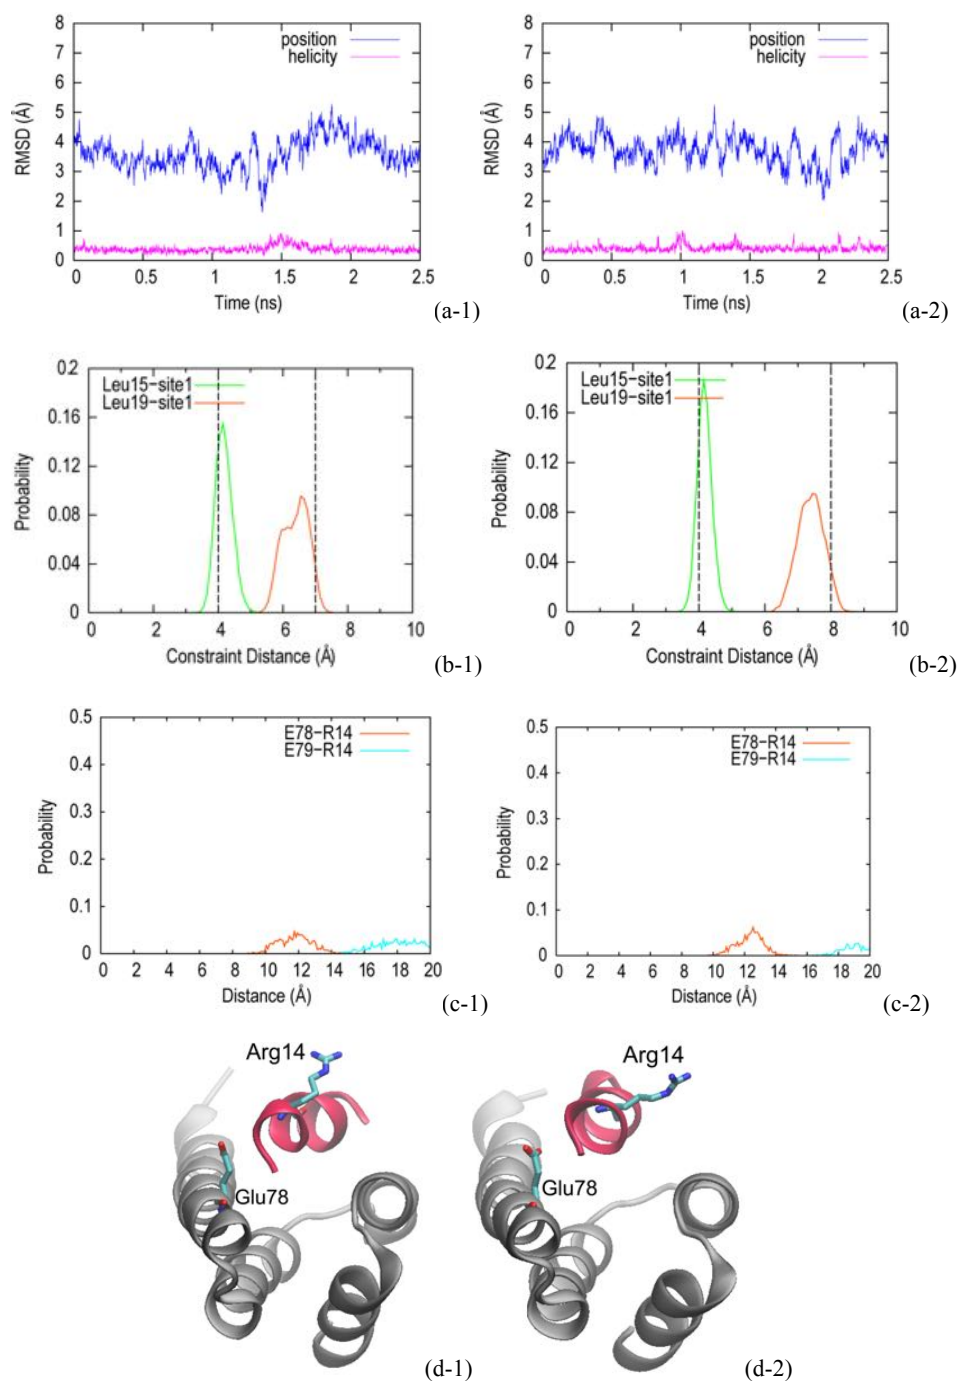 8
7
6
5
4
3
2
1
0
RMSD (Å)
position
helicity
0 0.5 1 1.5 2 2.5
Time (ns)
(a-1)
8
7
6
5
4
3
2
1
0
RMSD (Å)
position
helicity
0 0.5 1 1.5 2 2.5
Time (ns)
(a-2)
0.2
0.16
0.12
0.08
0.04
0
Probability
Leu15-site1
Leu19-site1
0 2 4 6 8 10
Constraint Distance (Å)
(b-1)
0.2
0.16
0.12
0.08
0.04
0
Probability
Leu15-site1
Leu19-site1
0 2 4 6 8 10
Constraint Distance (Å)
(b-2)
0.5
0.4
0.3
0.2
0.1
0
Probability
E78-R14
E79-R14
0 2 4 6 8 10 12 14 16 18 20
Distance (Å)
(c-1)
0.5
0.4
0.3
0.2
0.1
0
Probability
E78-R14
E79-R14
0 2 4 6 8 10 12 14 16 18 20
Distance (Å)
(c-2)
Arg14
Glu78
(d-1)
Arg14
Glu78
(d-2)